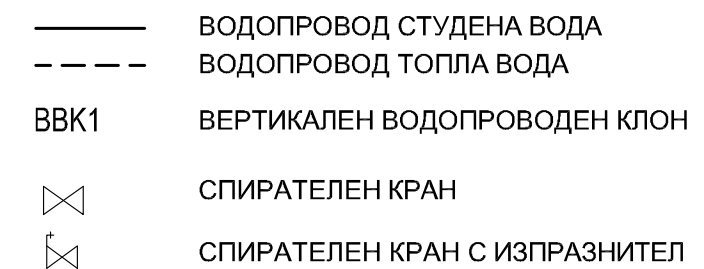 ВОДОПРОВОД СТУДЕНА ВОДА
ВОДОПРОВОД ТОПЛА ВОДА
ВВК1 ВЕРТИКАЛЕН ВОДОПРОВОДЕН КЛОН
СПИРАТЕЛЕН КРАН
СПИРАТЕЛЕН КРАН С ИЗПРАЗНИТЕЛ